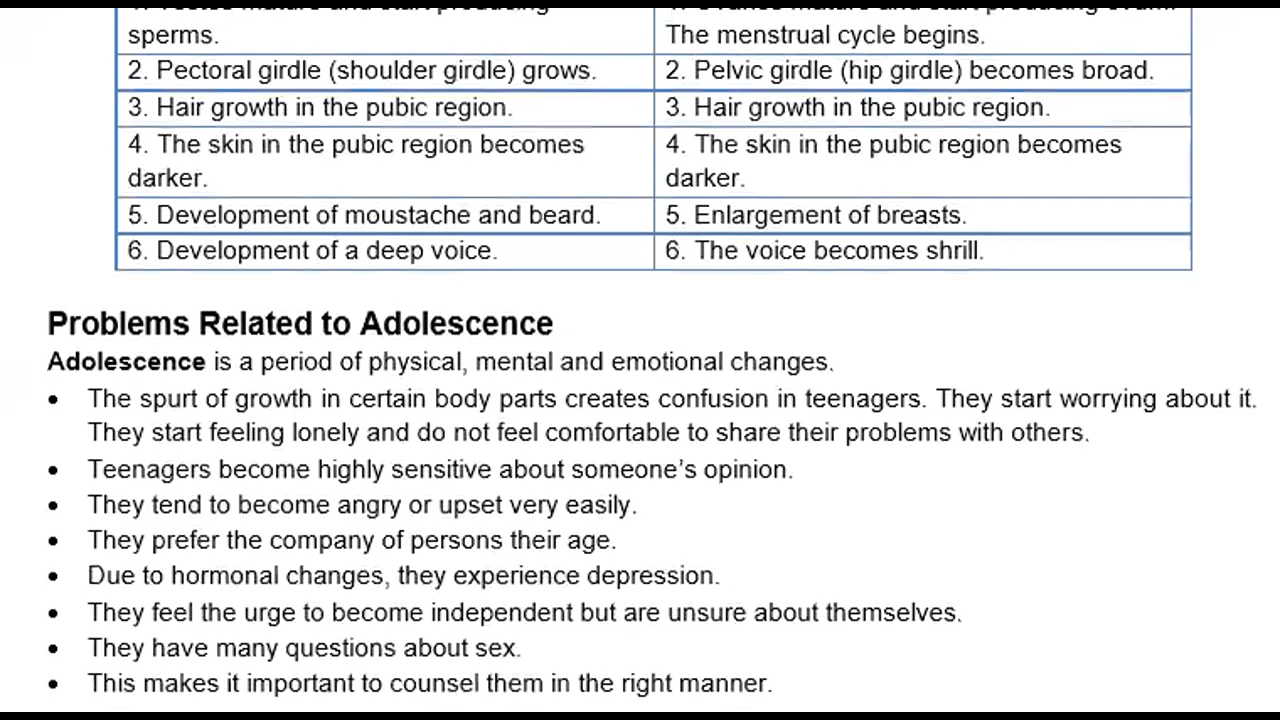 sperms.
The menstrual cycle begins.
2. Pectoral girdle (shoulder girdle) grows.
2. Pelvic girdle (hip girdle) becomes broad.
3. Hair growth in the pubic region.
3. Hair growth in the pubic region.
4. The skin in the pubic region becomes
darker.
4. The skin in the pubic region becomes
darker.
5. Development of moustache and beard.
5. Enlargement of breasts.
6. Development of a deep voice.
6. The voice becomes shrill.
Problems Related to Adolescence
Adolescence is a period of physical, mental and emotional changes.
• The spurt of growth in certain body parts creates confusion in teenagers. They start worrying about it.
They start feeling lonely and do not feel comfortable to share their problems with others.
• Teenagers become highly sensitive about someone’s opinion.
• They tend to become angry or upset very easily.
• They prefer the company of persons their age.
• Due to hormonal changes, they experience depression.
• They feel the urge to become independent but are unsure about themselves.
• They have many questions about sex.
• This makes it important to counsel them in the right manner.